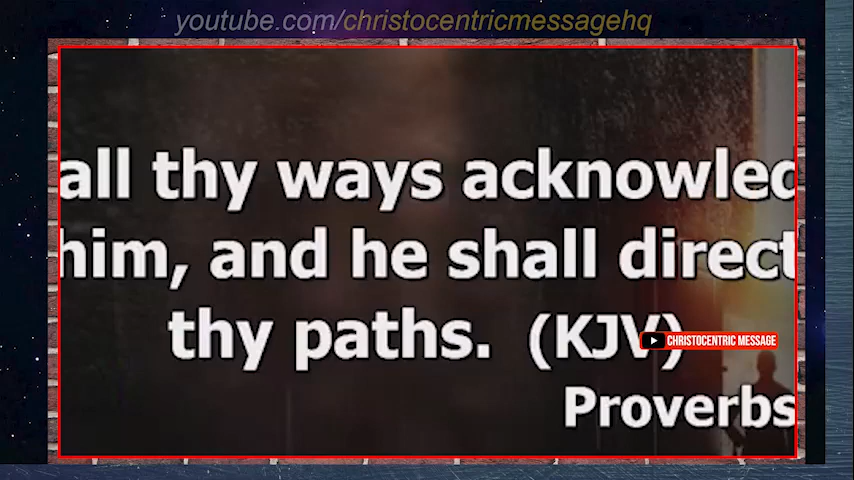 youtube.com/christocentricmessagehq
all thy ways acknowled
him, and he shall direct
thy paths. (KJV)
CHRISTOCENTRIC MESSAGE
Proverbs